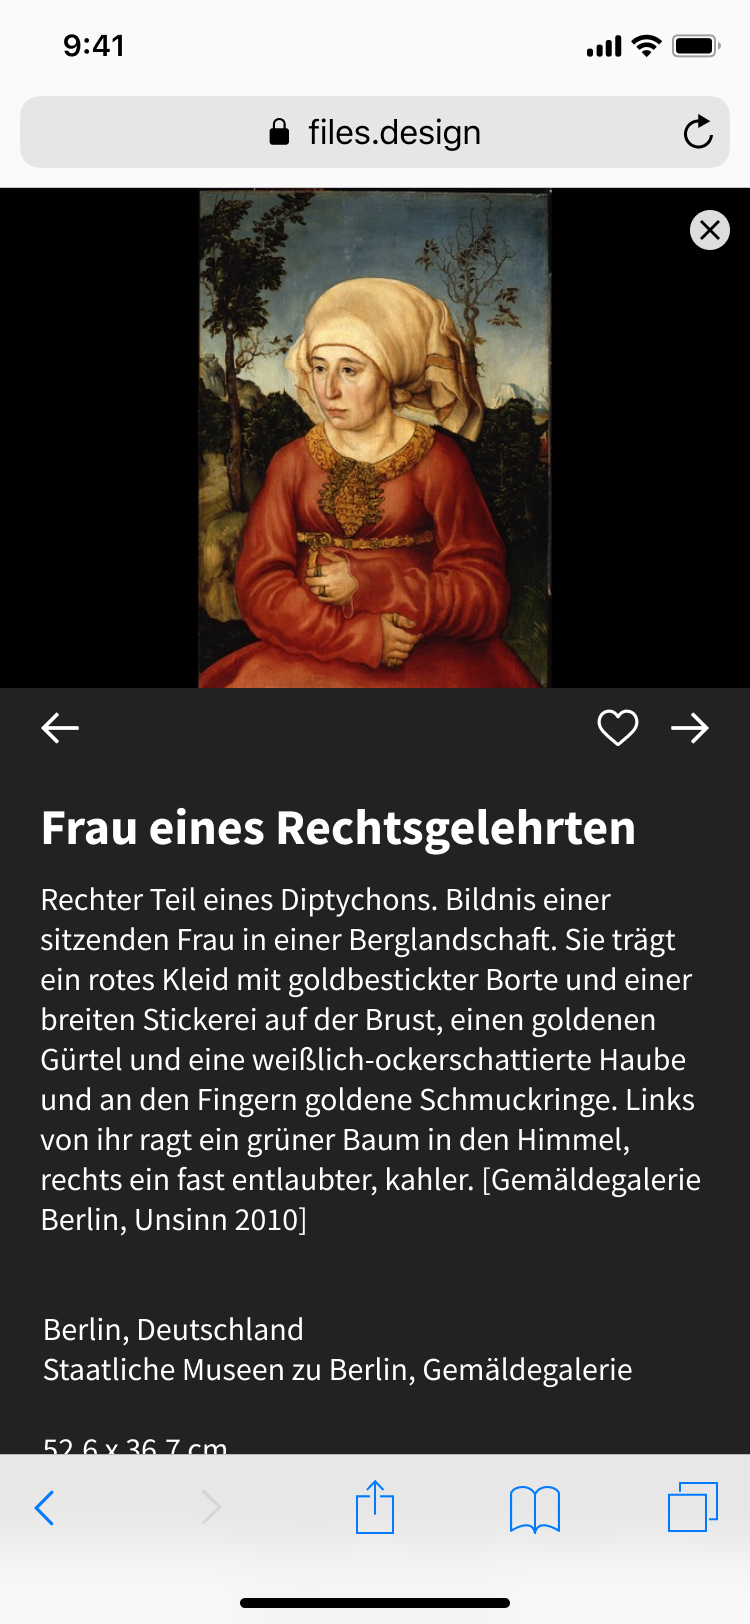 9:41
files.design
Frau eines Rechtsgelehrten
Rechter Teil eines Diptychons. Bildnis einer
sitzenden Frau in einer Berglandschaft. Sie trägt
ein rotes Kleid mit goldbestickter Borte und einer
breiten Stickerei auf der Brust, einen goldenen
Gürtel und eine weißlich-ockerschattierte Haube
und an den Fingern goldene Schmuckringe. Links
von ihr ragt ein grüner Baum in den Himmel,
rechts ein fast entlaubter, kahler. [Gemäldegalerie
Berlin, Unsinn 2010]
Berlin, Deutschland
Staatliche Museen zu Berlin, Gemäldegalerie
52,6 x 36,7 cm